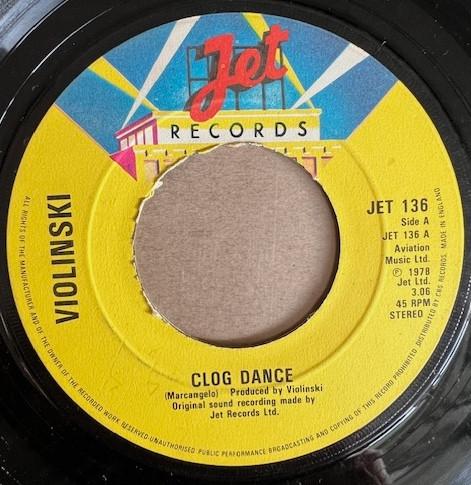 Jet
RECORDS
VIOLINSKI
JET 136
Side A
JET 136 A
Aviation
Music Ltd.
℗ 1978
Jet Ltd.
3.06
45 RPM
STEREO
CLOG DANCE
(Marcangelo) Produced by Violinski
Original sound recording made by
Jet Records Ltd.
ALL RIGHTS OF THE MANUFACTURER AND OF THE OWNER OF THE RECORDED WORK RESERVED·UNAUTHORISED PUBLIC PERFORMANCE BROADCASTING AND COPYING OF THIS RECORD PROHIBITED. DISTRIBUTED BY CBS RECORDS. MADE IN ENGLAND